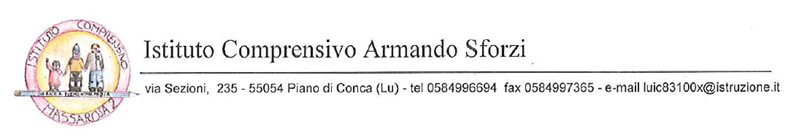 ISTITUTO COMPRENSIVO
MASSAROSA 2
Istituto Comprensivo Armando Sforzi
via Sezioni, 235 - 55054 Piano di Conca (Lu) - tel 0584996694 fax 0584997365 - e-mail luic83100x@istruzione.it